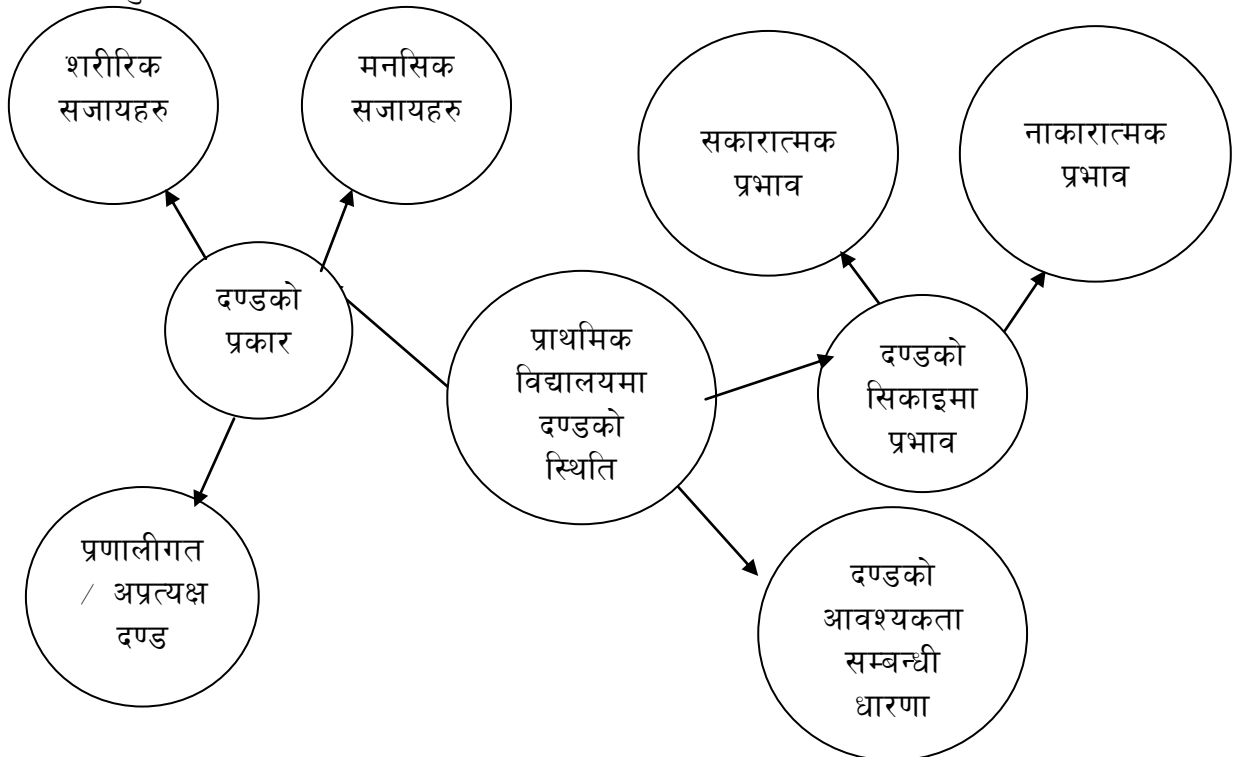 शरीरिक
सजायहरु
मनसिक
सजायहरु
सकारात्मक
प्रभाव
नाकारात्मक
प्रभाव
दण्डको
प्रकार
प्राथमिक
विद्यालयमा
दण्डको
स्थिति
दण्डको
सिकाइमा
प्रभाव
प्रणालीगत
/ अप्रत्यक्ष
दण्ड
दण्डको
आवश्यकता
सम्बन्धी
धारणा